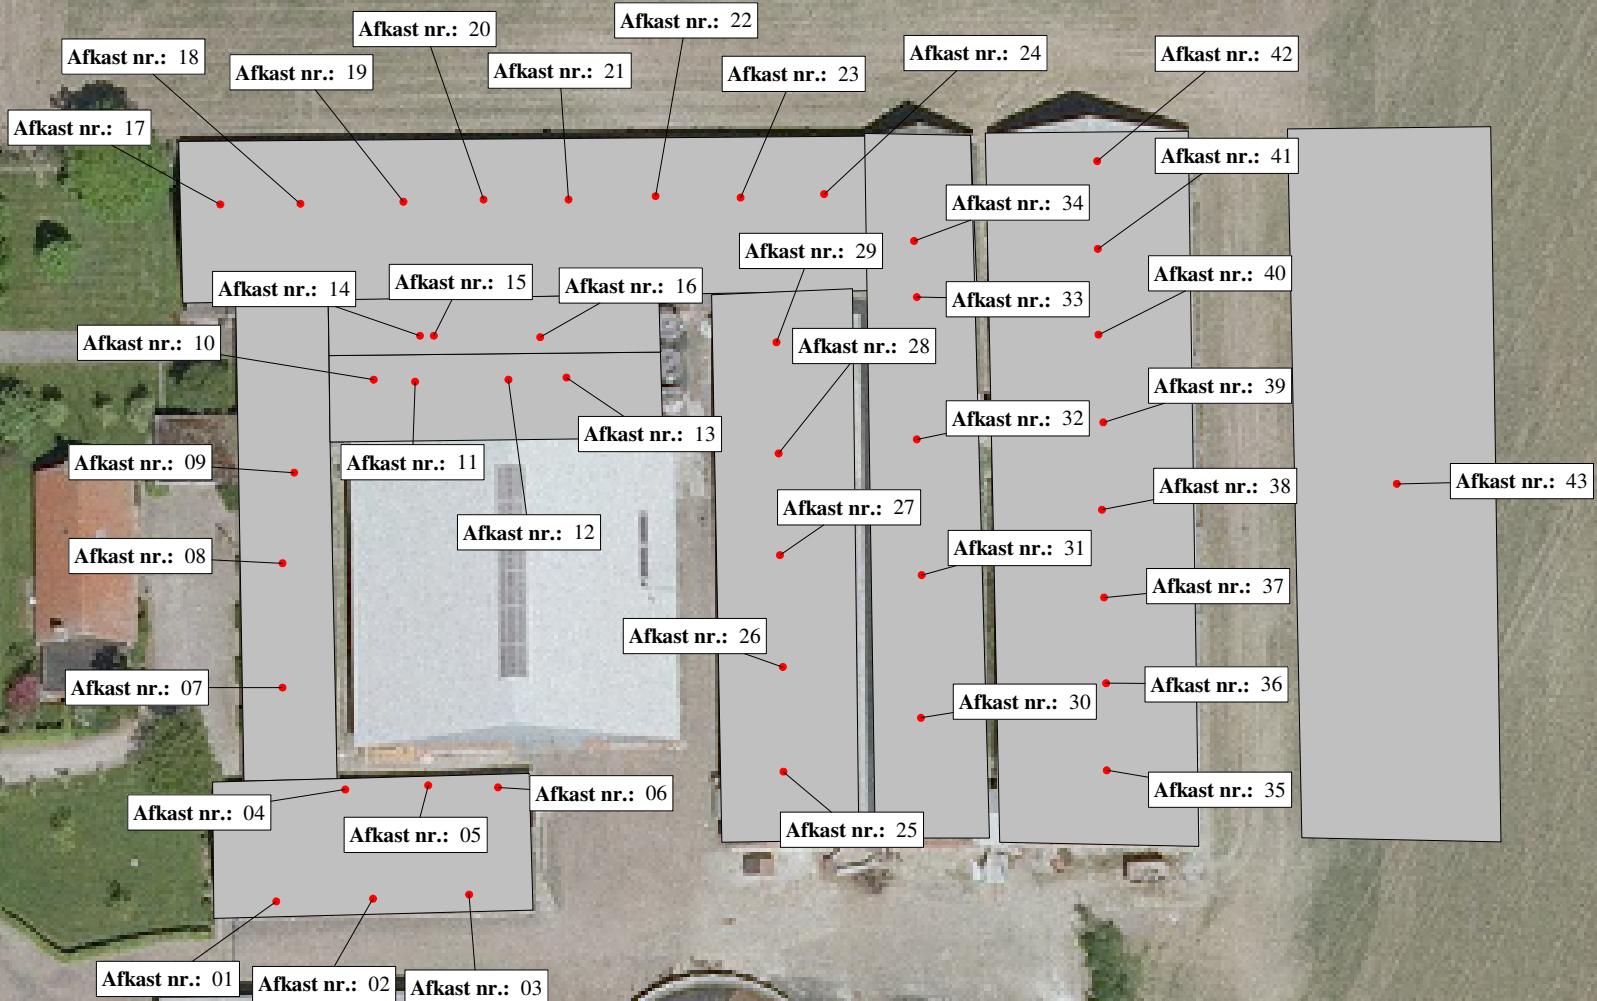 Afkast nr.: 22
Afkast nr.: 20
Afkast nr.: 18
Afkast nr.: 24
Afkast nr.: 42
Afkast nr.: 19
Afkast nr.: 21
Afkast nr.: 23
Afkast nr.: 17
Afkast nr.: 41
Afkast nr.: 34
Afkast nr.: 29
Afkast nr.: 40
Afkast nr.: 14
Afkast nr.: 15
Afkast nr.: 16
Afkast nr.: 33
Afkast nr.: 10
Afkast nr.: 28
Afkast nr.: 39
Afkast nr.: 32
Afkast nr.: 13
Afkast nr.: 09
Afkast nr.: 11
Afkast nr.: 38
Afkast nr.: 43
Afkast nr.: 27
Afkast nr.: 12
Afkast nr.: 08
Afkast nr.: 31
Afkast nr.: 37
Afkast nr.: 26
Afkast nr.: 07
Afkast nr.: 36
Afkast nr.: 30
Afkast nr.: 06
Afkast nr.: 35
Afkast nr.: 04
Afkast nr.: 05
Afkast nr.: 25
Afkast nr.: 01
Afkast nr.: 02
Afkast nr.: 03